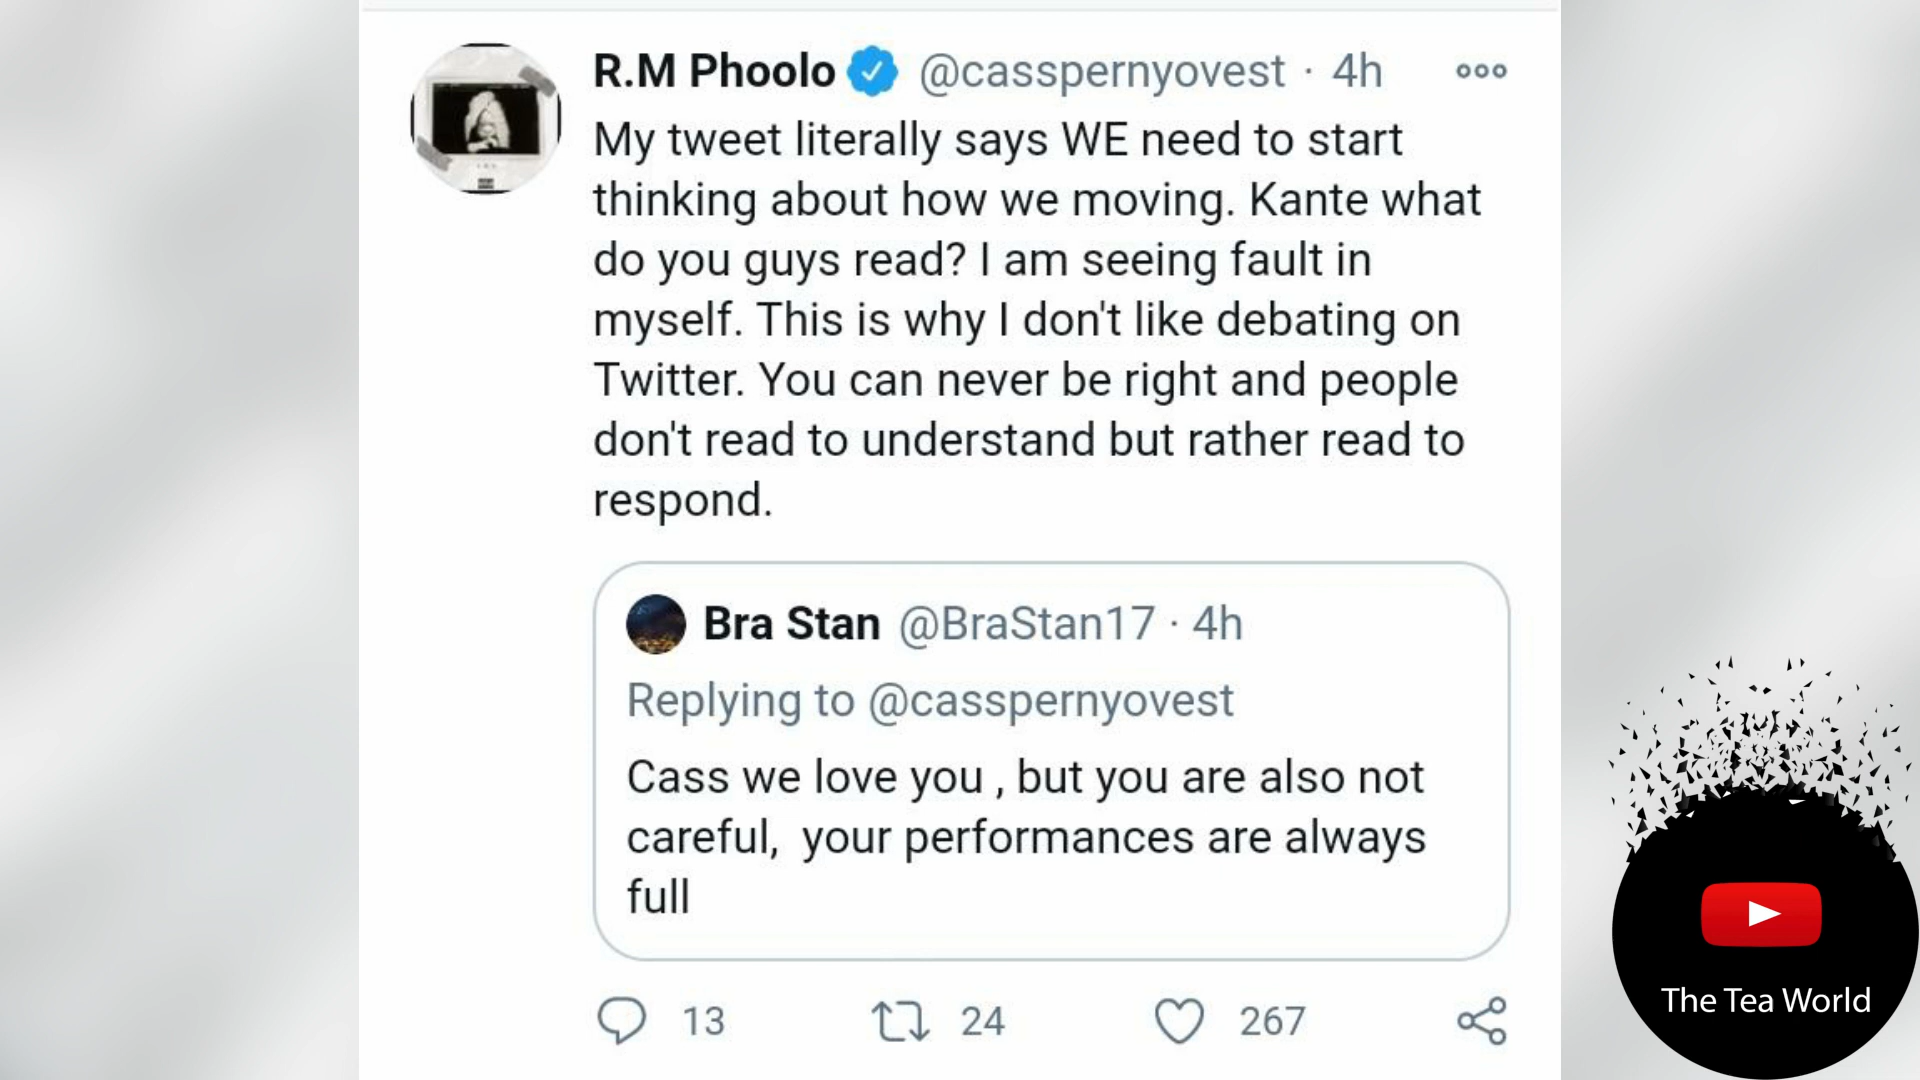 R.M Phoolo @casspernyovest · 4h
My tweet literally says WE need to start
thinking about how we moving. Kante what
do you guys read? I am seeing fault in
myself. This is why I don't like debating on
Twitter. You can never be right and people
don't read to understand but rather read to
respond.
Bra Stan @BraStan17 · 4h
Replying to @casspernyovest
Cass we love you , but you are also not
careful,  your performances are always
full
13 24 267
The Tea World